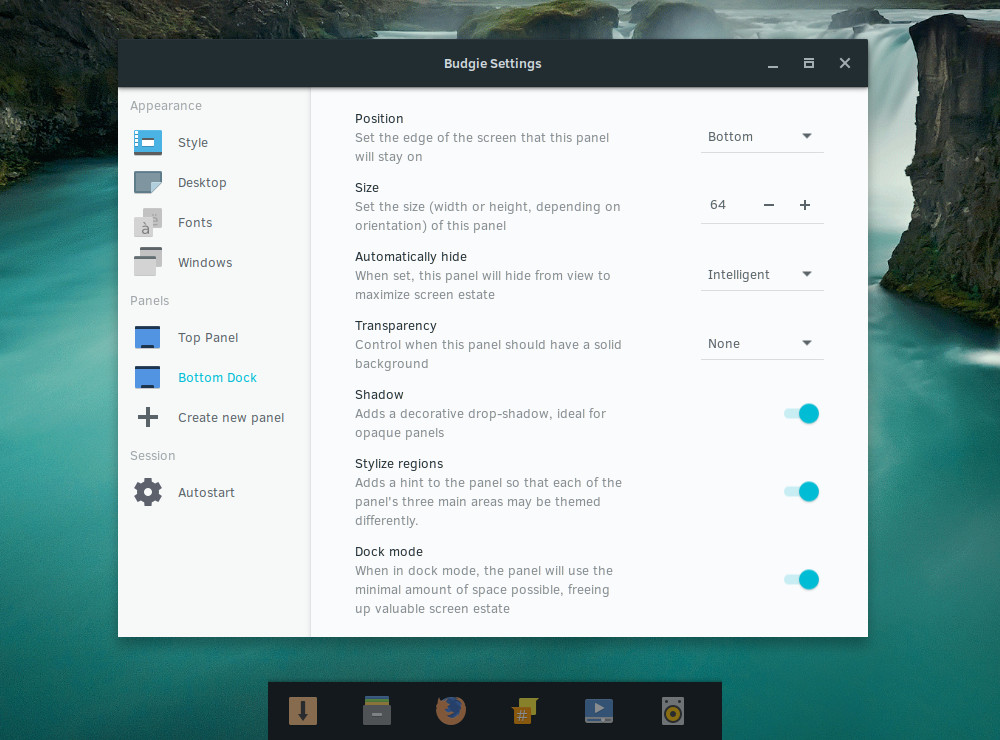 Budgie Settings
Appearance
Style
Desktop
Fonts
Windows
Panels
Top Panel
Bottom Dock
Create new panel
Session
Autostart
Position
Set the edge of the screen that this panel
will stay on
Bottom
Size
Set the size (width or height, depending on
orientation) of this panel
64
Automatically hide
When set, this panel will hide from view to
maximize screen estate
Intelligent
Transparency
Control when this panel should have a solid
background
None
Shadow
Adds a decorative drop-shadow, ideal for
opaque panels
Stylize regions
Adds a hint to the panel so that each of the
panel's three main areas may be themed
differently.
Dock mode
When in dock mode, the panel will use the
minimal amount of space possible, freeing
up valuable screen estate